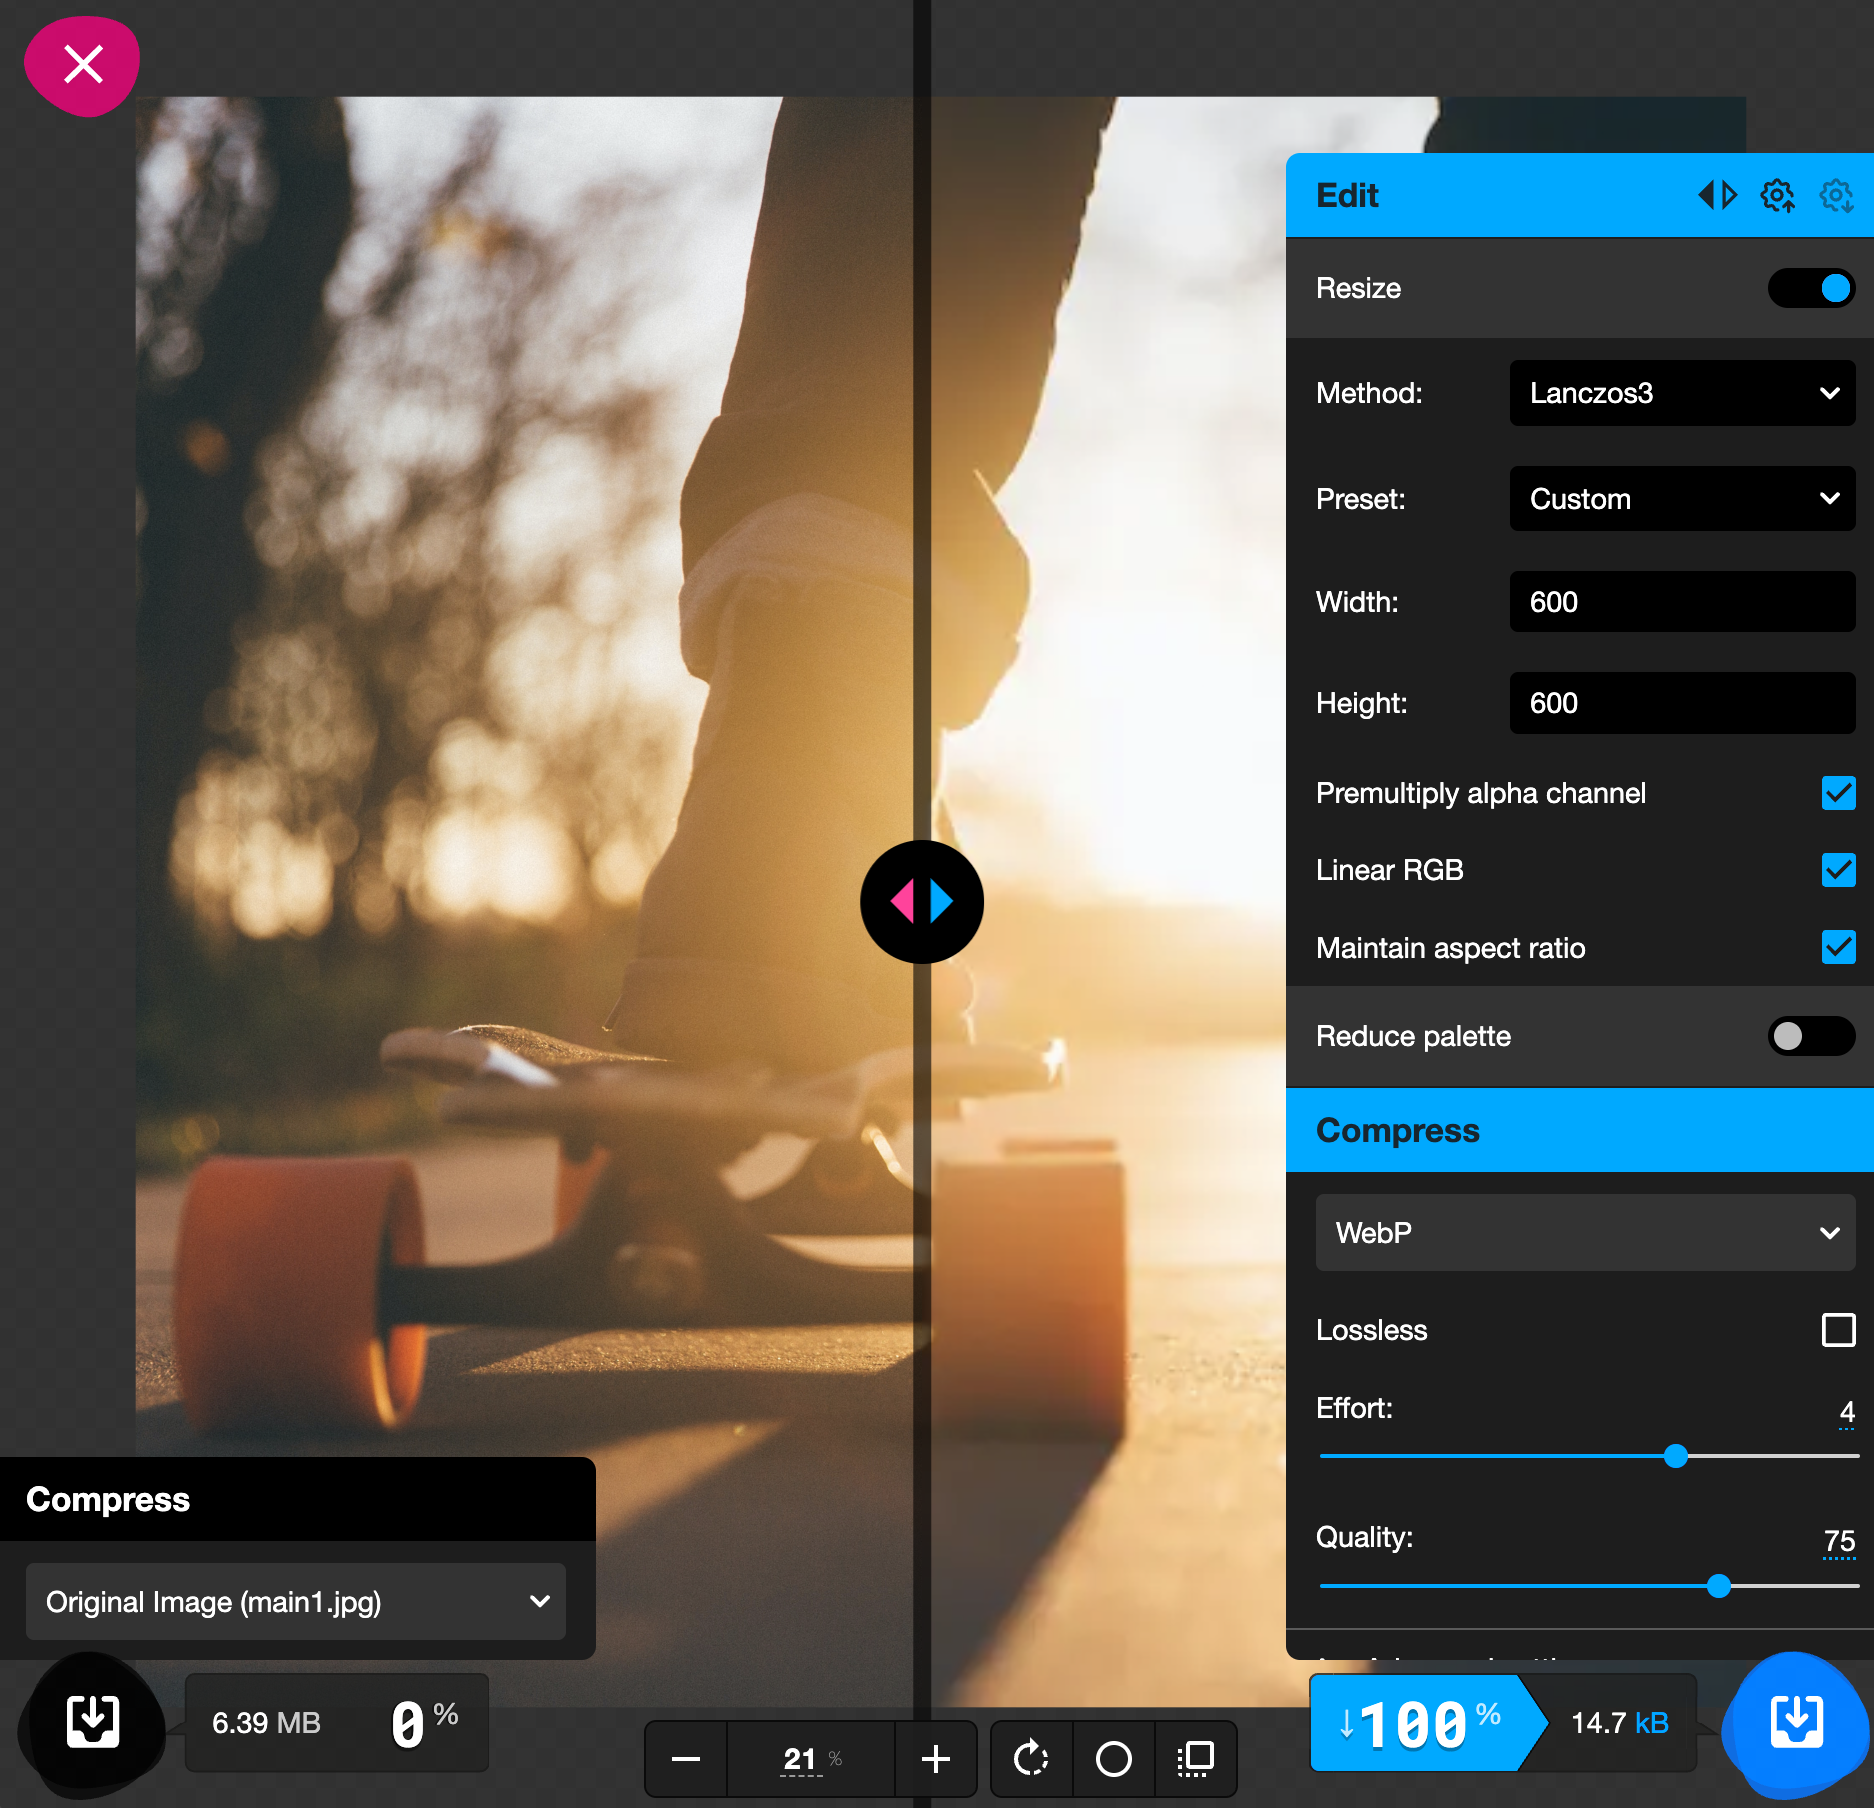 Edit
Resize
Method: Lanczos3
Preset: Custom
Width: 600
Height: 600
Premultiply alpha channel
Linear RGB
Maintain aspect ratio
Reduce palette
Compress
WebP
Lossless
Effort: 4
Quality: 75
Compress
Original Image (main1.jpg)
6.39 MB 0 %
21 %
↓100 % 14.7 kB